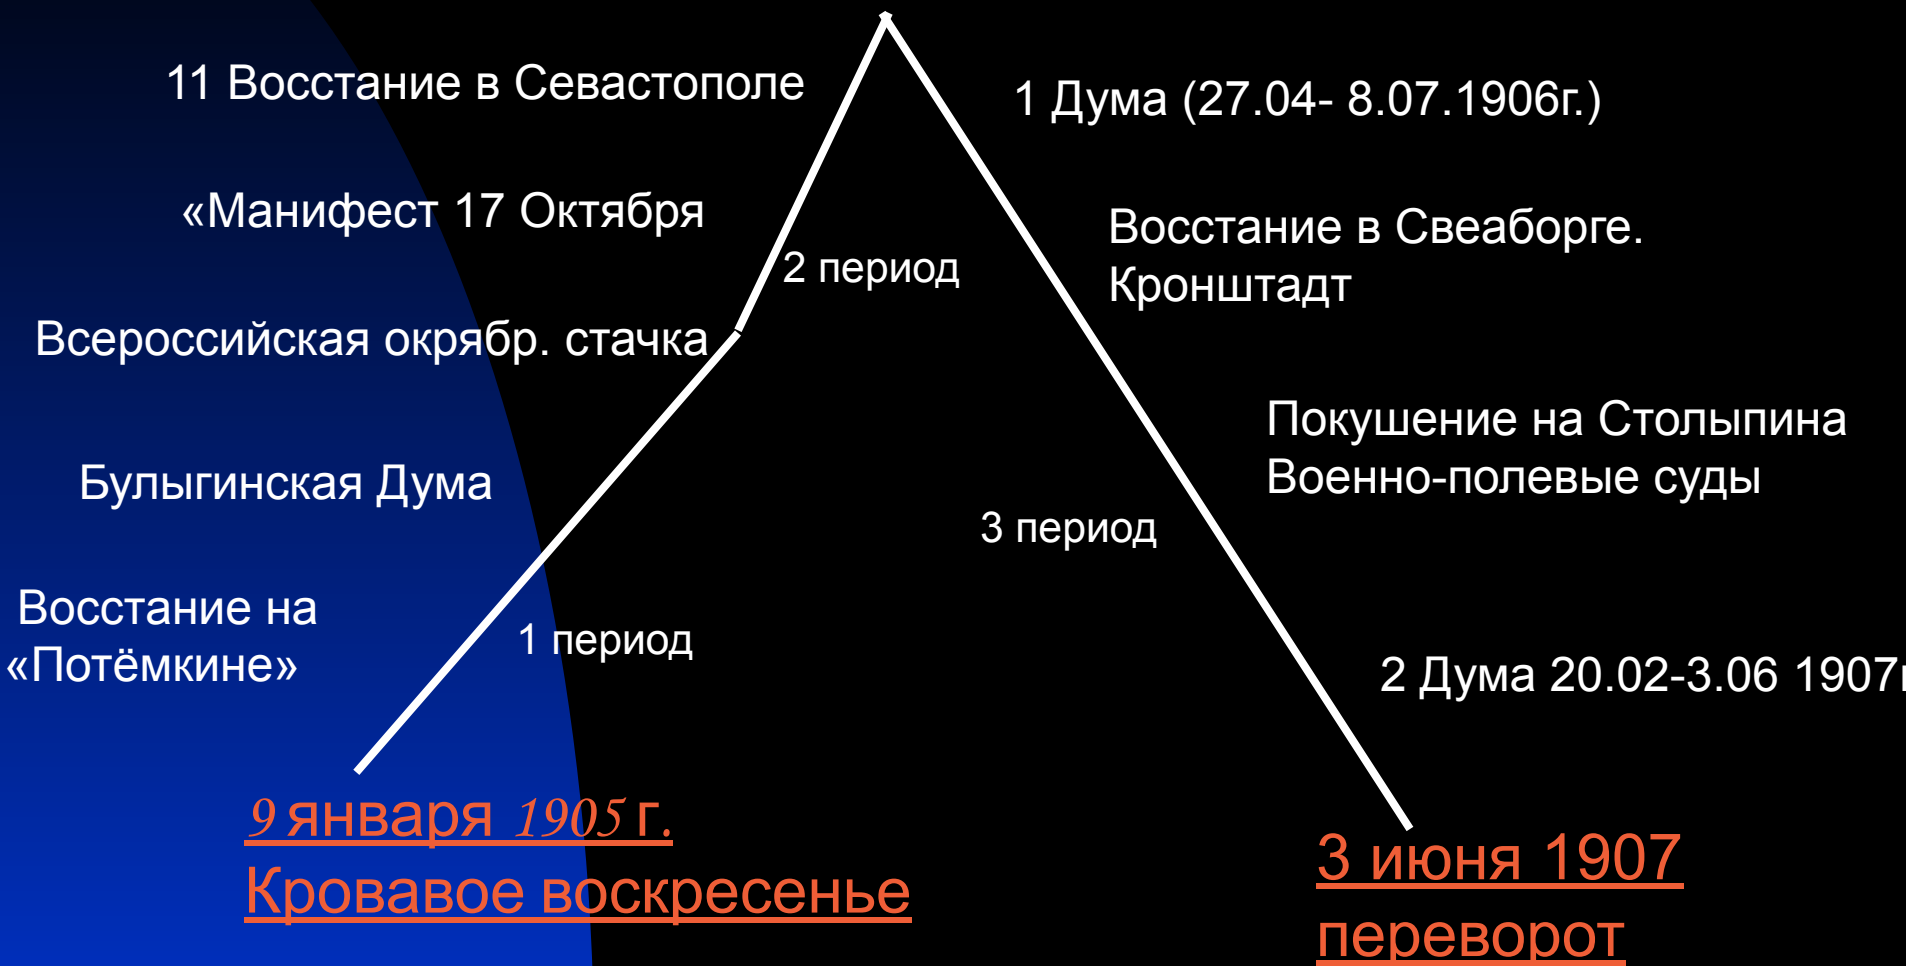 11 Восстание в Севастополе
«Манифест 17 Октября
Всероссийская окрябр. стачка
Булыгинская Дума
Восстание на
«Потёмкине»
2 период
1 период
3 период
1 Дума (27.04- 8.07.1906г.)
Восстание в Свеаборге.
Кронштадт
Покушение на Столыпина
Военно-полевые суды
2 Дума 20.02-3.06 1907г
9 января 1905 г.
Кровавое воскресенье
3 июня 1907
переворот